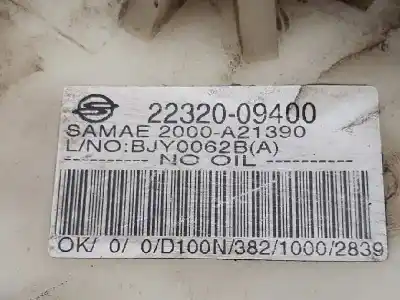 22320-09400
SAMAE 2000-A21390
L/NO:BJY0062B(A)
---------- NO OIL ----------
OK/ 0/ 0/D100N/382/1000/2839